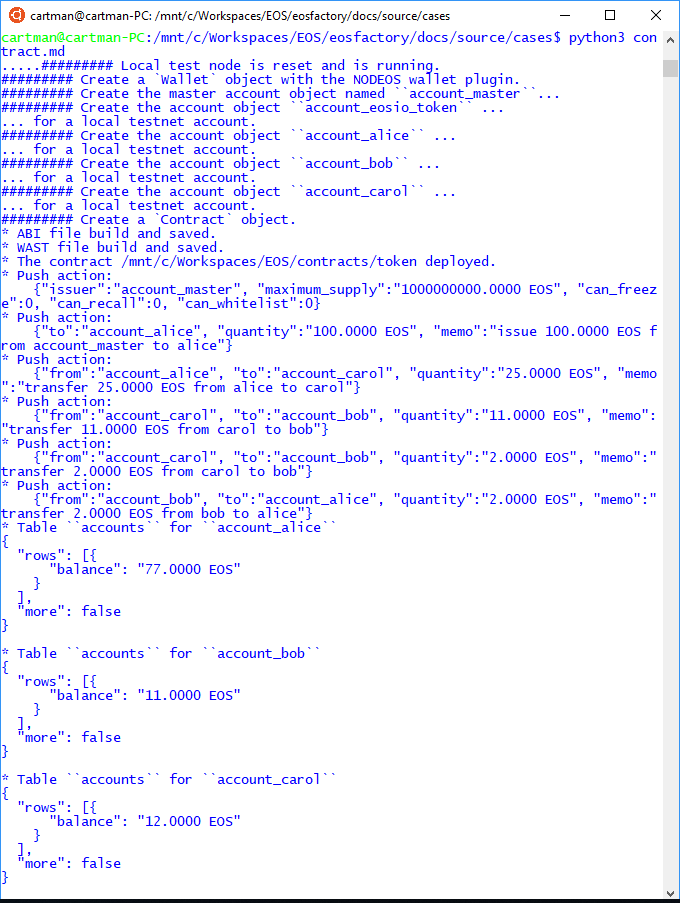 cartman@cartman-PC: /mnt/c/Workspaces/EOS/eosfactory/docs/source/cases
cartman@cartman-PC:/mnt/c/Workspaces/EOS/eosfactory/docs/source/cases$ python3 con
tract.md
.....######### Local test node is reset and is running.
######### Create a `Wallet` object with the NODEOS wallet plugin.
######### Create the master account object named ``account_master``...
######### Create the account object ``account_eosio_token`` ...
... for a local testnet account.
######### Create the account object ``account_alice`` ...
... for a local testnet account.
######### Create the account object ``account_bob`` ...
... for a local testnet account.
######### Create the account object ``account_carol`` ...
... for a local testnet account.
######### Create a `Contract` object.
* ABI file build and saved.
* WAST file build and saved.
* The contract /mnt/c/Workspaces/EOS/contracts/token deployed.
* Push action:
    {"issuer":"account_master", "maximum_supply":"1000000000.0000 EOS", "can_freez
e":0, "can_recall":0, "can_whitelist":0}
* Push action:
    {"to":"account_alice", "quantity":"100.0000 EOS", "memo":"issue 100.0000 EOS f
rom account_master to alice"}
* Push action:
    {"from":"account_alice", "to":"account_carol", "quantity":"25.0000 EOS", "memo
":"transfer 25.0000 EOS from alice to carol"}
* Push action:
    {"from":"account_carol", "to":"account_bob", "quantity":"11.0000 EOS", "memo":
"transfer 11.0000 EOS from carol to bob"}
* Push action:
    {"from":"account_carol", "to":"account_bob", "quantity":"2.0000 EOS", "memo":"
transfer 2.0000 EOS from carol to bob"}
* Push action:
    {"from":"account_bob", "to":"account_alice", "quantity":"2.0000 EOS", "memo":"
transfer 2.0000 EOS from bob to alice"}
* Table ``accounts`` for ``account_alice``
{
  "rows": [{
      "balance": "77.0000 EOS"
    }
  ],
  "more": false
}

* Table ``accounts`` for ``account_bob``
{
  "rows": [{
      "balance": "11.0000 EOS"
    }
  ],
  "more": false
}

* Table ``accounts`` for ``account_carol``
{
  "rows": [{
      "balance": "12.0000 EOS"
    }
  ],
  "more": false
}